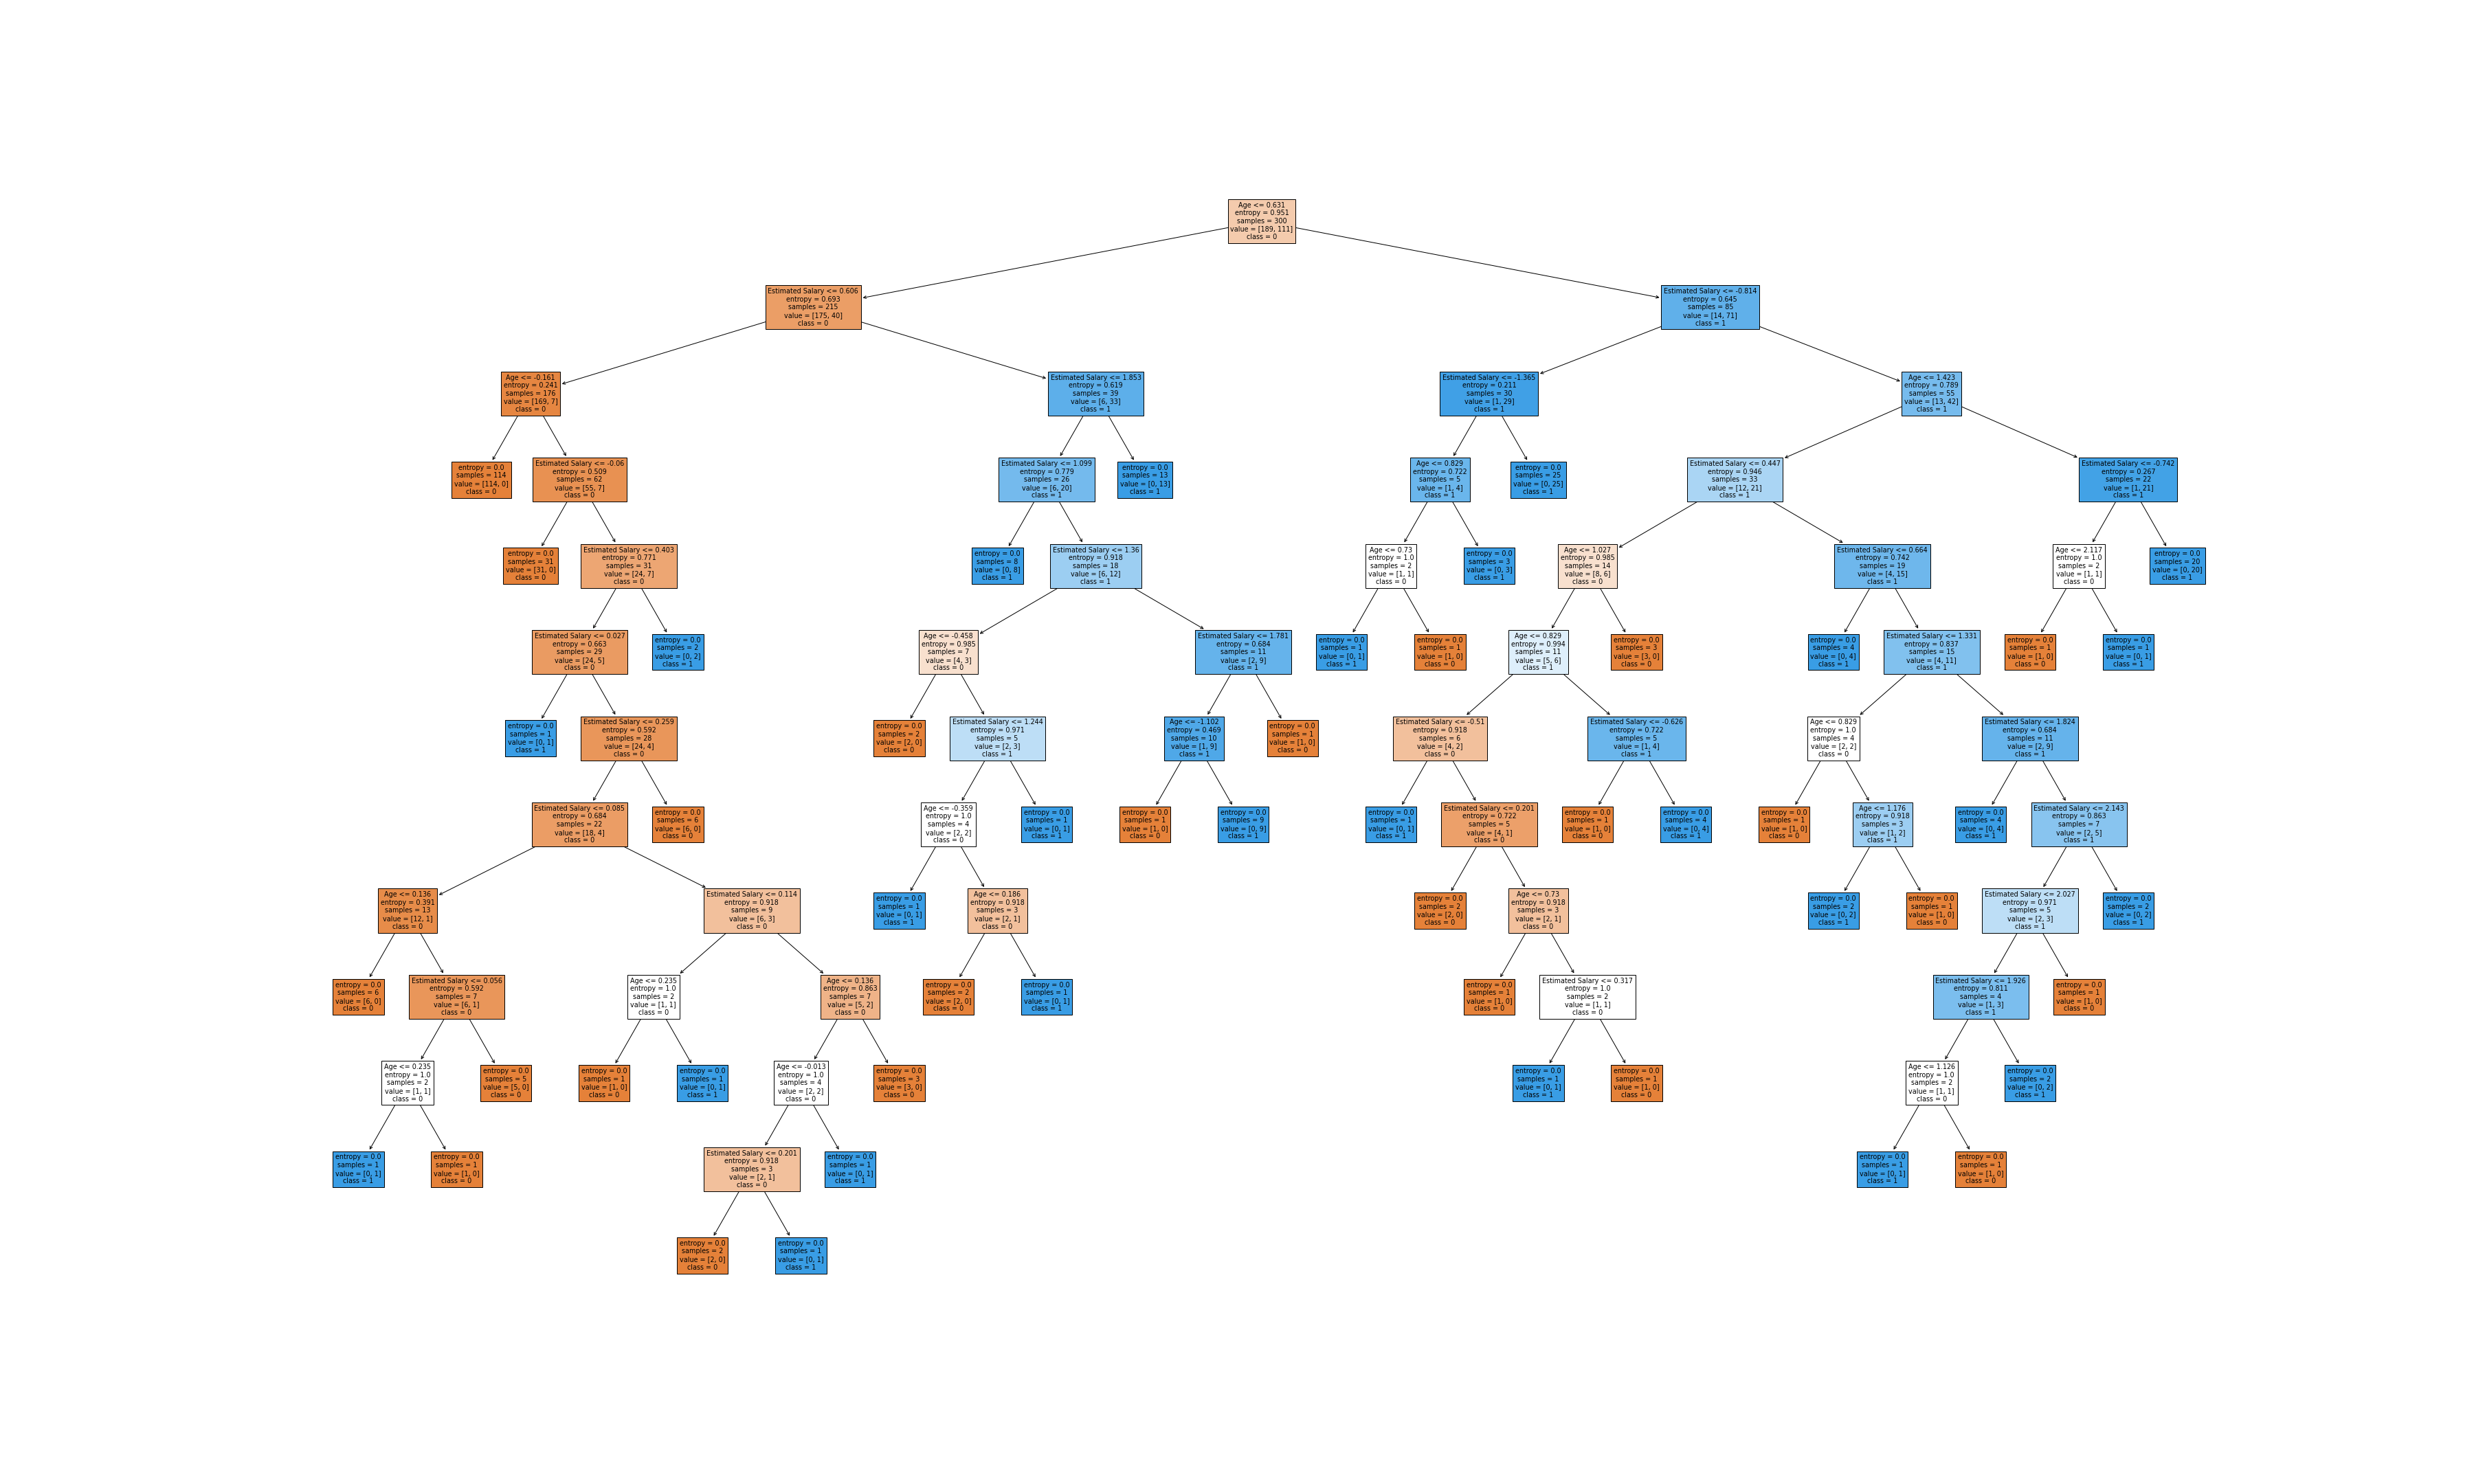 Age <= 0.631
entropy = 0.951
samples = 300
value = [189, 111]
class = 0
Estimated Salary <= 0.606
entropy = 0.693
samples = 215
value = [175, 40]
class = 0
Estimated Salary <= -0.814
entropy = 0.645
samples = 85
value = [14, 71]
class = 1
Age <= -0.161
entropy = 0.241
samples = 176
value = [169, 7]
class = 0
Estimated Salary <= 1.853
entropy = 0.619
samples = 39
value = [6, 33]
class = 1
Estimated Salary <= -1.365
entropy = 0.211
samples = 30
value = [1, 29]
class = 1
Age <= 1.423
entropy = 0.789
samples = 55
value = [13, 42]
class = 1
entropy = 0.0
samples = 114
value = [114, 0]
class = 0
Estimated Salary <= -0.06
entropy = 0.509
samples = 62
value = [55, 7]
class = 0
Estimated Salary <= 1.099
entropy = 0.779
samples = 26
value = [6, 20]
class = 1
entropy = 0.0
samples = 13
value = [0, 13]
class = 1
Age <= 0.829
entropy = 0.722
samples = 5
value = [1, 4]
class = 1
entropy = 0.0
samples = 25
value = [0, 25]
class = 1
Estimated Salary <= 0.447
entropy = 0.946
samples = 33
value = [12, 21]
class = 1
Estimated Salary <= -0.742
entropy = 0.267
samples = 22
value = [1, 21]
class = 1
entropy = 0.0
samples = 31
value = [31, 0]
class = 0
Estimated Salary <= 0.403
entropy = 0.771
samples = 31
value = [24, 7]
class = 0
entropy = 0.0
samples = 8
value = [0, 8]
class = 1
Estimated Salary <= 1.36
entropy = 0.918
samples = 18
value = [6, 12]
class = 1
Age <= 0.73
entropy = 1.0
samples = 2
value = [1, 1]
class = 0
entropy = 0.0
samples = 3
value = [0, 3]
class = 1
Age <= 1.027
entropy = 0.985
samples = 14
value = [8, 6]
class = 0
Estimated Salary <= 0.664
entropy = 0.742
samples = 19
value = [4, 15]
class = 1
Age <= 2.117
entropy = 1.0
samples = 2
value = [1, 1]
class = 0
entropy = 0.0
samples = 20
value = [0, 20]
class = 1
Estimated Salary <= 0.027
entropy = 0.663
samples = 29
value = [24, 5]
class = 0
entropy = 0.0
samples = 2
value = [0, 2]
class = 1
Age <= -0.458
entropy = 0.985
samples = 7
value = [4, 3]
class = 0
Estimated Salary <= 1.781
entropy = 0.684
samples = 11
value = [2, 9]
class = 1
entropy = 0.0
samples = 1
value = [0, 1]
class = 1
entropy = 0.0
samples = 1
value = [1, 0]
class = 0
Age <= 0.829
entropy = 0.994
samples = 11
value = [5, 6]
class = 1
entropy = 0.0
samples = 3
value = [3, 0]
class = 0
entropy = 0.0
samples = 4
value = [0, 4]
class = 1
Estimated Salary <= 1.331
entropy = 0.837
samples = 15
value = [4, 11]
class = 1
entropy = 0.0
samples = 1
value = [1, 0]
class = 0
entropy = 0.0
samples = 1
value = [0, 1]
class = 1
entropy = 0.0
samples = 1
value = [0, 1]
class = 1
Estimated Salary <= 0.259
entropy = 0.592
samples = 28
value = [24, 4]
class = 0
entropy = 0.0
samples = 2
value = [2, 0]
class = 0
Estimated Salary <= 1.244
entropy = 0.971
samples = 5
value = [2, 3]
class = 1
Age <= -1.102
entropy = 0.469
samples = 10
value = [1, 9]
class = 1
entropy = 0.0
samples = 1
value = [1, 0]
class = 0
Estimated Salary <= -0.51
entropy = 0.918
samples = 6
value = [4, 2]
class = 0
Estimated Salary <= -0.626
entropy = 0.722
samples = 5
value = [1, 4]
class = 1
Age <= 0.829
entropy = 1.0
samples = 4
value = [2, 2]
class = 0
Estimated Salary <= 1.824
entropy = 0.684
samples = 11
value = [2, 9]
class = 1
Estimated Salary <= 0.085
entropy = 0.684
samples = 22
value = [18, 4]
class = 0
entropy = 0.0
samples = 6
value = [6, 0]
class = 0
Age <= -0.359
entropy = 1.0
samples = 4
value = [2, 2]
class = 0
entropy = 0.0
samples = 1
value = [0, 1]
class = 1
entropy = 0.0
samples = 1
value = [1, 0]
class = 0
entropy = 0.0
samples = 9
value = [0, 9]
class = 1
entropy = 0.0
samples = 1
value = [0, 1]
class = 1
Estimated Salary <= 0.201
entropy = 0.722
samples = 5
value = [4, 1]
class = 0
entropy = 0.0
samples = 1
value = [1, 0]
class = 0
entropy = 0.0
samples = 4
value = [0, 4]
class = 1
entropy = 0.0
samples = 1
value = [1, 0]
class = 0
Age <= 1.176
entropy = 0.918
samples = 3
value = [1, 2]
class = 1
entropy = 0.0
samples = 4
value = [0, 4]
class = 1
Estimated Salary <= 2.143
entropy = 0.863
samples = 7
value = [2, 5]
class = 1
Age <= 0.136
entropy = 0.391
samples = 13
value = [12, 1]
class = 0
Estimated Salary <= 0.114
entropy = 0.918
samples = 9
value = [6, 3]
class = 0
entropy = 0.0
samples = 1
value = [0, 1]
class = 1
Age <= 0.186
entropy = 0.918
samples = 3
value = [2, 1]
class = 0
entropy = 0.0
samples = 2
value = [2, 0]
class = 0
Age <= 0.73
entropy = 0.918
samples = 3
value = [2, 1]
class = 0
entropy = 0.0
samples = 2
value = [0, 2]
class = 1
entropy = 0.0
samples = 1
value = [1, 0]
class = 0
Estimated Salary <= 2.027
entropy = 0.971
samples = 5
value = [2, 3]
class = 1
entropy = 0.0
samples = 2
value = [0, 2]
class = 1
entropy = 0.0
samples = 6
value = [6, 0]
class = 0
Estimated Salary <= 0.056
entropy = 0.592
samples = 7
value = [6, 1]
class = 0
Age <= 0.235
entropy = 1.0
samples = 2
value = [1, 1]
class = 0
Age <= 0.136
entropy = 0.863
samples = 7
value = [5, 2]
class = 0
entropy = 0.0
samples = 2
value = [2, 0]
class = 0
entropy = 0.0
samples = 1
value = [0, 1]
class = 1
entropy = 0.0
samples = 1
value = [1, 0]
class = 0
Estimated Salary <= 0.317
entropy = 1.0
samples = 2
value = [1, 1]
class = 0
Estimated Salary <= 1.926
entropy = 0.811
samples = 4
value = [1, 3]
class = 1
entropy = 0.0
samples = 1
value = [1, 0]
class = 0
Age <= 0.235
entropy = 1.0
samples = 2
value = [1, 1]
class = 0
entropy = 0.0
samples = 5
value = [5, 0]
class = 0
entropy = 0.0
samples = 1
value = [1, 0]
class = 0
entropy = 0.0
samples = 1
value = [0, 1]
class = 1
Age <= -0.013
entropy = 1.0
samples = 4
value = [2, 2]
class = 0
entropy = 0.0
samples = 3
value = [3, 0]
class = 0
entropy = 0.0
samples = 1
value = [0, 1]
class = 1
entropy = 0.0
samples = 1
value = [1, 0]
class = 0
Age <= 1.126
entropy = 1.0
samples = 2
value = [1, 1]
class = 0
entropy = 0.0
samples = 2
value = [0, 2]
class = 1
entropy = 0.0
samples = 1
value = [0, 1]
class = 1
entropy = 0.0
samples = 1
value = [1, 0]
class = 0
Estimated Salary <= 0.201
entropy = 0.918
samples = 3
value = [2, 1]
class = 0
entropy = 0.0
samples = 1
value = [0, 1]
class = 1
entropy = 0.0
samples = 1
value = [0, 1]
class = 1
entropy = 0.0
samples = 1
value = [1, 0]
class = 0
entropy = 0.0
samples = 2
value = [2, 0]
class = 0
entropy = 0.0
samples = 1
value = [0, 1]
class = 1